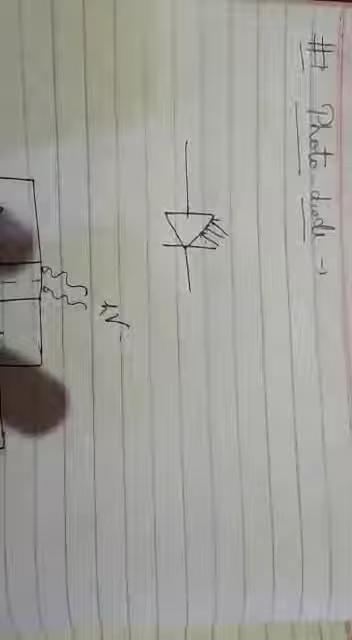 # Photo-diode →
hν